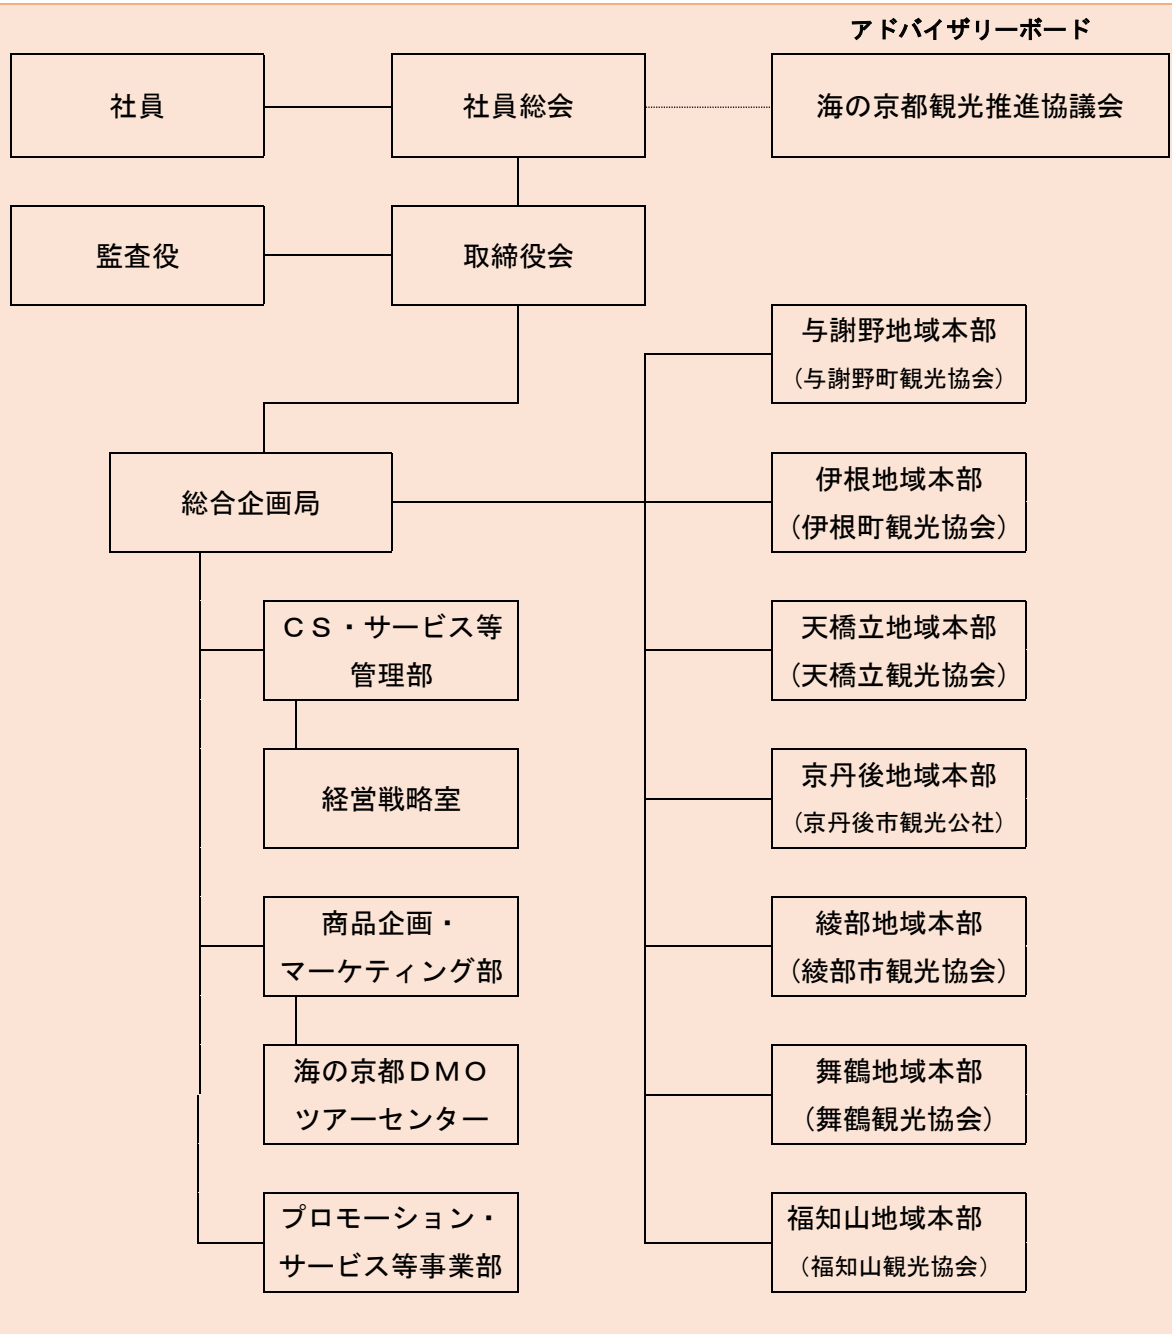 アドバイザリーボード
社員
社員総会
海の京都観光推進協議会
監査役
取締役会
与謝野地域本部
（与謝野町観光協会）
総合企画局
伊根地域本部
（伊根町観光協会）
ＣＳ・サービス等
管理部
天橋立地域本部
（天橋立観光協会）
経営戦略室
京丹後地域本部
（京丹後市観光公社）
商品企画・
マーケティング部
綾部地域本部
（綾部市観光協会）
海の京都ＤＭＯ
ツアーセンター
舞鶴地域本部
（舞鶴観光協会）
プロモーション・
サービス等事業部
福知山地域本部
（福知山観光協会）